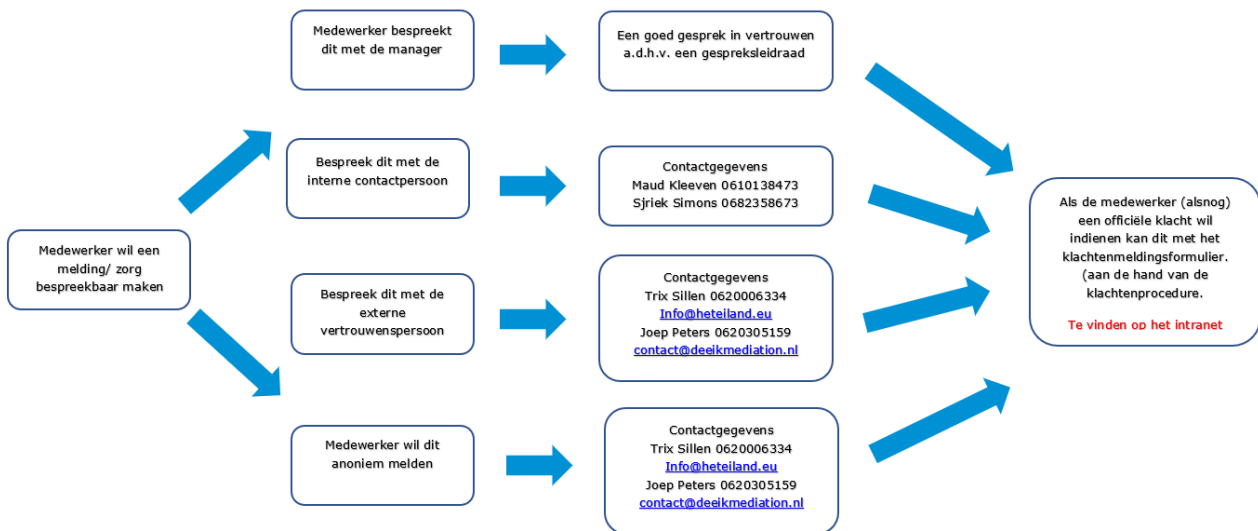 Medewerker wil een
melding/ zorg
bespreekbaar maken
Medewerker bespreekt
dit met de manager
Een goed gesprek in vertrouwen
a.d.h.v. een gespreksleidraad
Bespreek dit met de
interne contactpersoon
Contactgegevens
Maud Kleeven 0610138473
Sjriek Simons 0682358673
Bespreek dit met de
externe
vertrouwenspersoon
Contactgegevens
Trix Sillen 0620006334
Info@heteiland.eu
Joep Peters 0620305159
contact@deeikmediation.nl
Medewerker wil dit
anoniem melden
Contactgegevens
Trix Sillen 0620006334
Info@heteiland.eu
Joep Peters 0620305159
contact@deeikmediation.nl
Als de medewerker (alsnog)
een officiële klacht wil
indienen kan dit met het
klachtenmeldingsformulier.
(aan de hand van de
klachtenprocedure.
Te vinden op het intranet